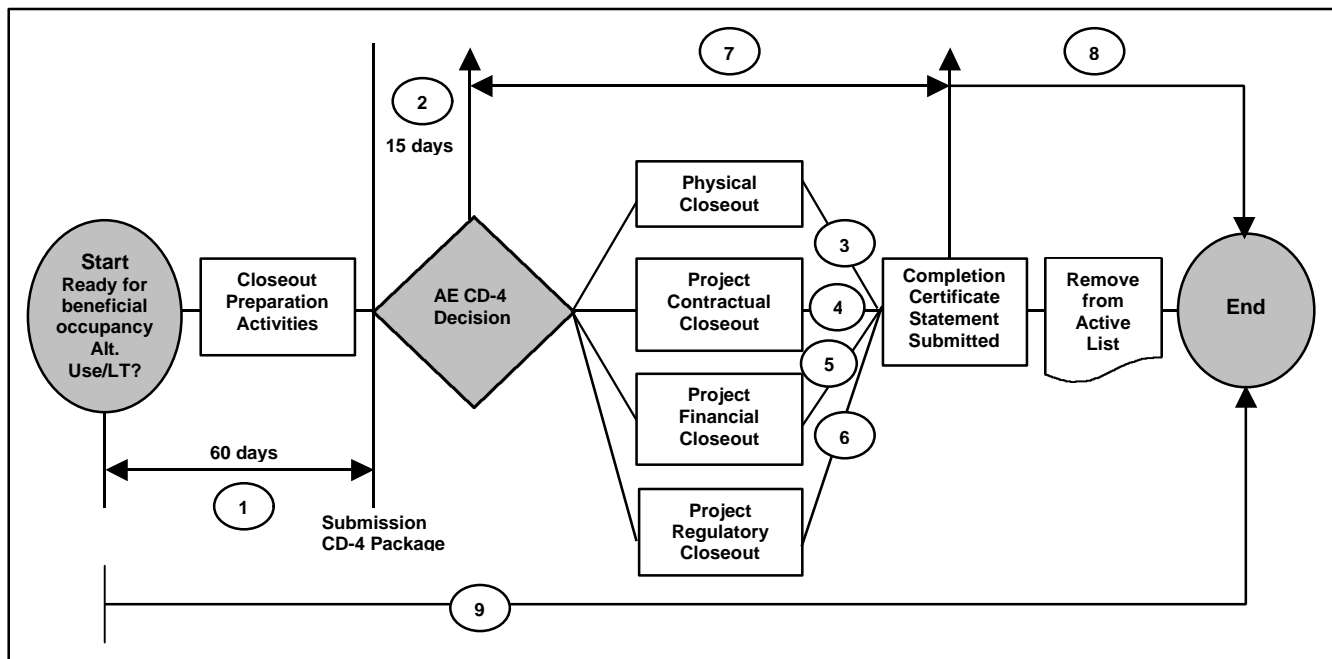 7
8
2
15 days
Physical
Closeout
3
Start
Ready for
beneficial
occupancy
Alt.
Use/LT?
Closeout
Preparation
Activities
AE CD-4
Decision
Project
Contractual
Closeout
4
Completion
Certificate
Statement
Submitted
Remove
from
Active
List
End
5
Project
Financial
Closeout
6
60 days
1
Submission
CD-4 Package
Project
Regulatory
Closeout
9